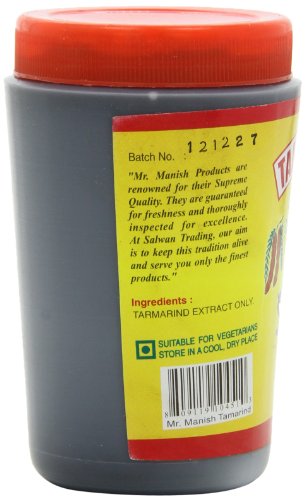 Batch No. : 121227
"Mr. Manish Products are
renowned for their Supreme
Quality. They are guaranteed
for freshness and thoroughly
inspected for excellence.
At Salwan Trading, our aim
is to keep this tradition alive
and serve you only the finest
products."
Ingredients :
TARMARIND EXTRACT ONLY.
SUITABLE FOR VEGETARIANS
STORE IN A COOL, DRY PLACE
Mr. Manish Tamarind
TA